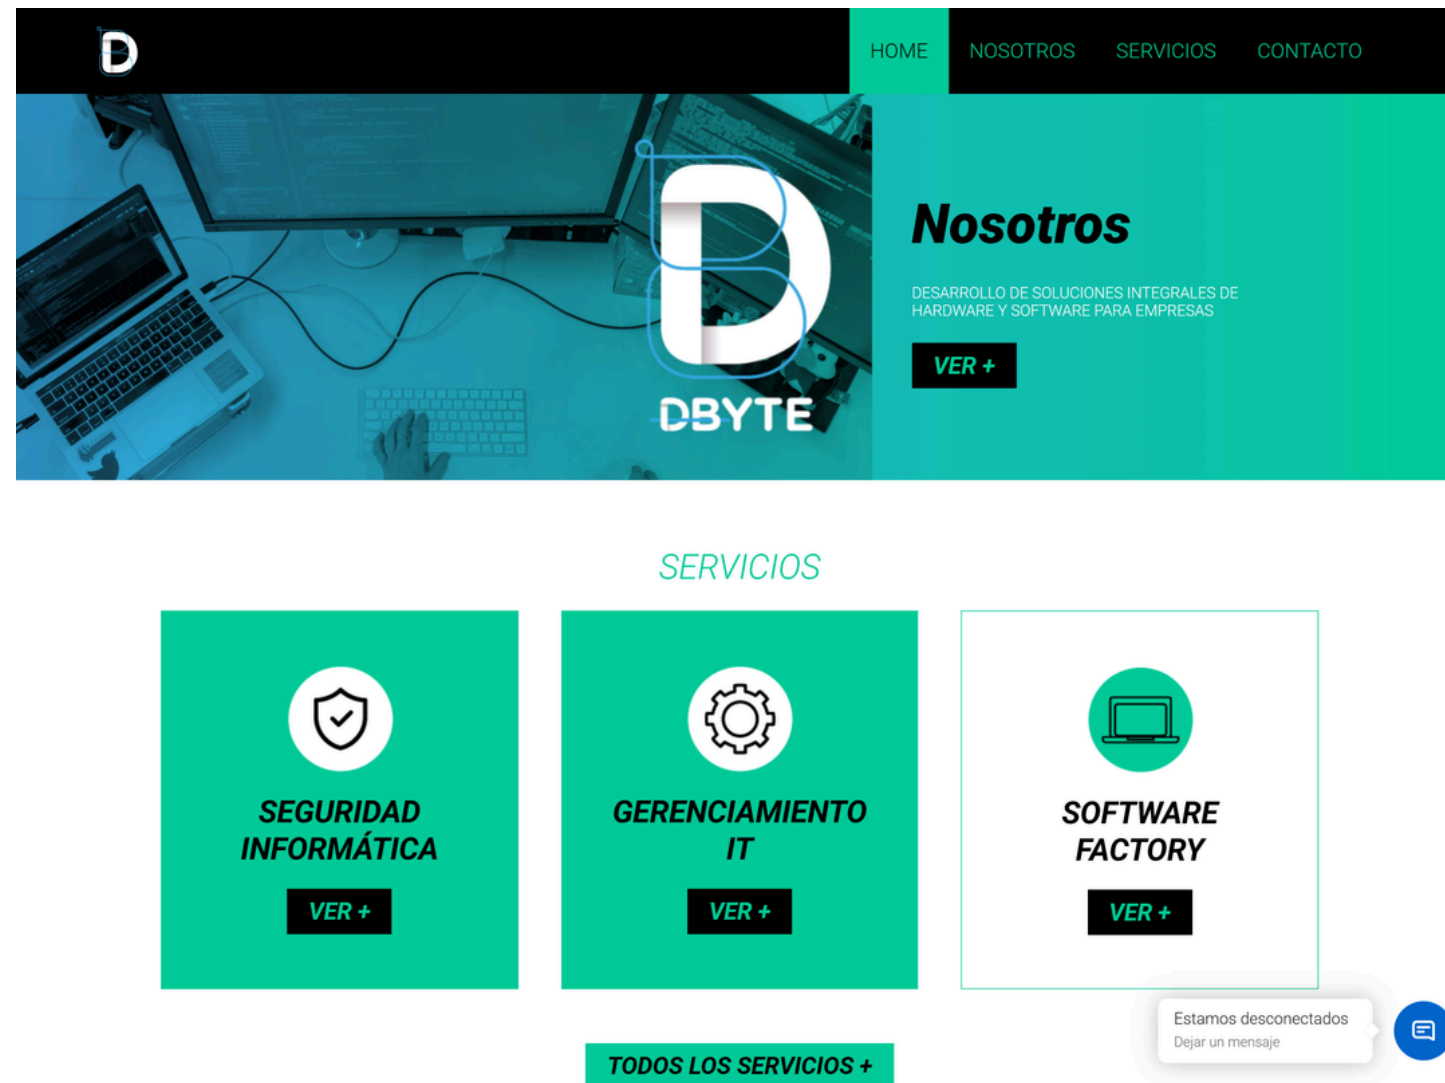 D
HOME NOSOTROS SERVICIOS CONTACTO
D
DBYTE
Nosotros
DESARROLLO DE SOLUCIONES INTEGRALES DE
HARDWARE Y SOFTWARE PARA EMPRESAS
VER +
SERVICIOS
SEGURIDAD
INFORMÁTICA
VER +
GERENCIAMIENTO
IT
VER +
SOFTWARE
FACTORY
VER +
Estamos desconectados
Dejar un mensaje
TODOS LOS SERVICIOS +